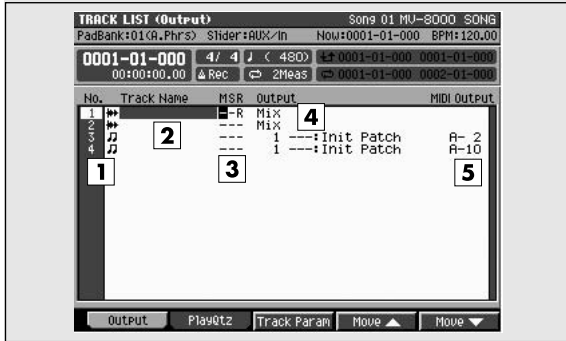 TRACK LIST (Output) Song 01 MV-8000 SONG
PadBank:01(A.Phrs) Slider:AUX/In Now:0001-01-000 BPM:120.00
0001-01-000 4/ 4 ♩ ( 480) 0001-01-000 0001-01-000
00:00:00.00 Rec 2Meas 0001-01-000 0002-01-000
No. Track Name MSR Output MIDI Output
1 --R Mix
2 --- Mix
3 --- 1 ---:Init Patch A- 2
4 --- 1 ---:Init Patch A-10
1 2 3 4 5
Output PlayQtz Track Param Move ▲ Move ▼